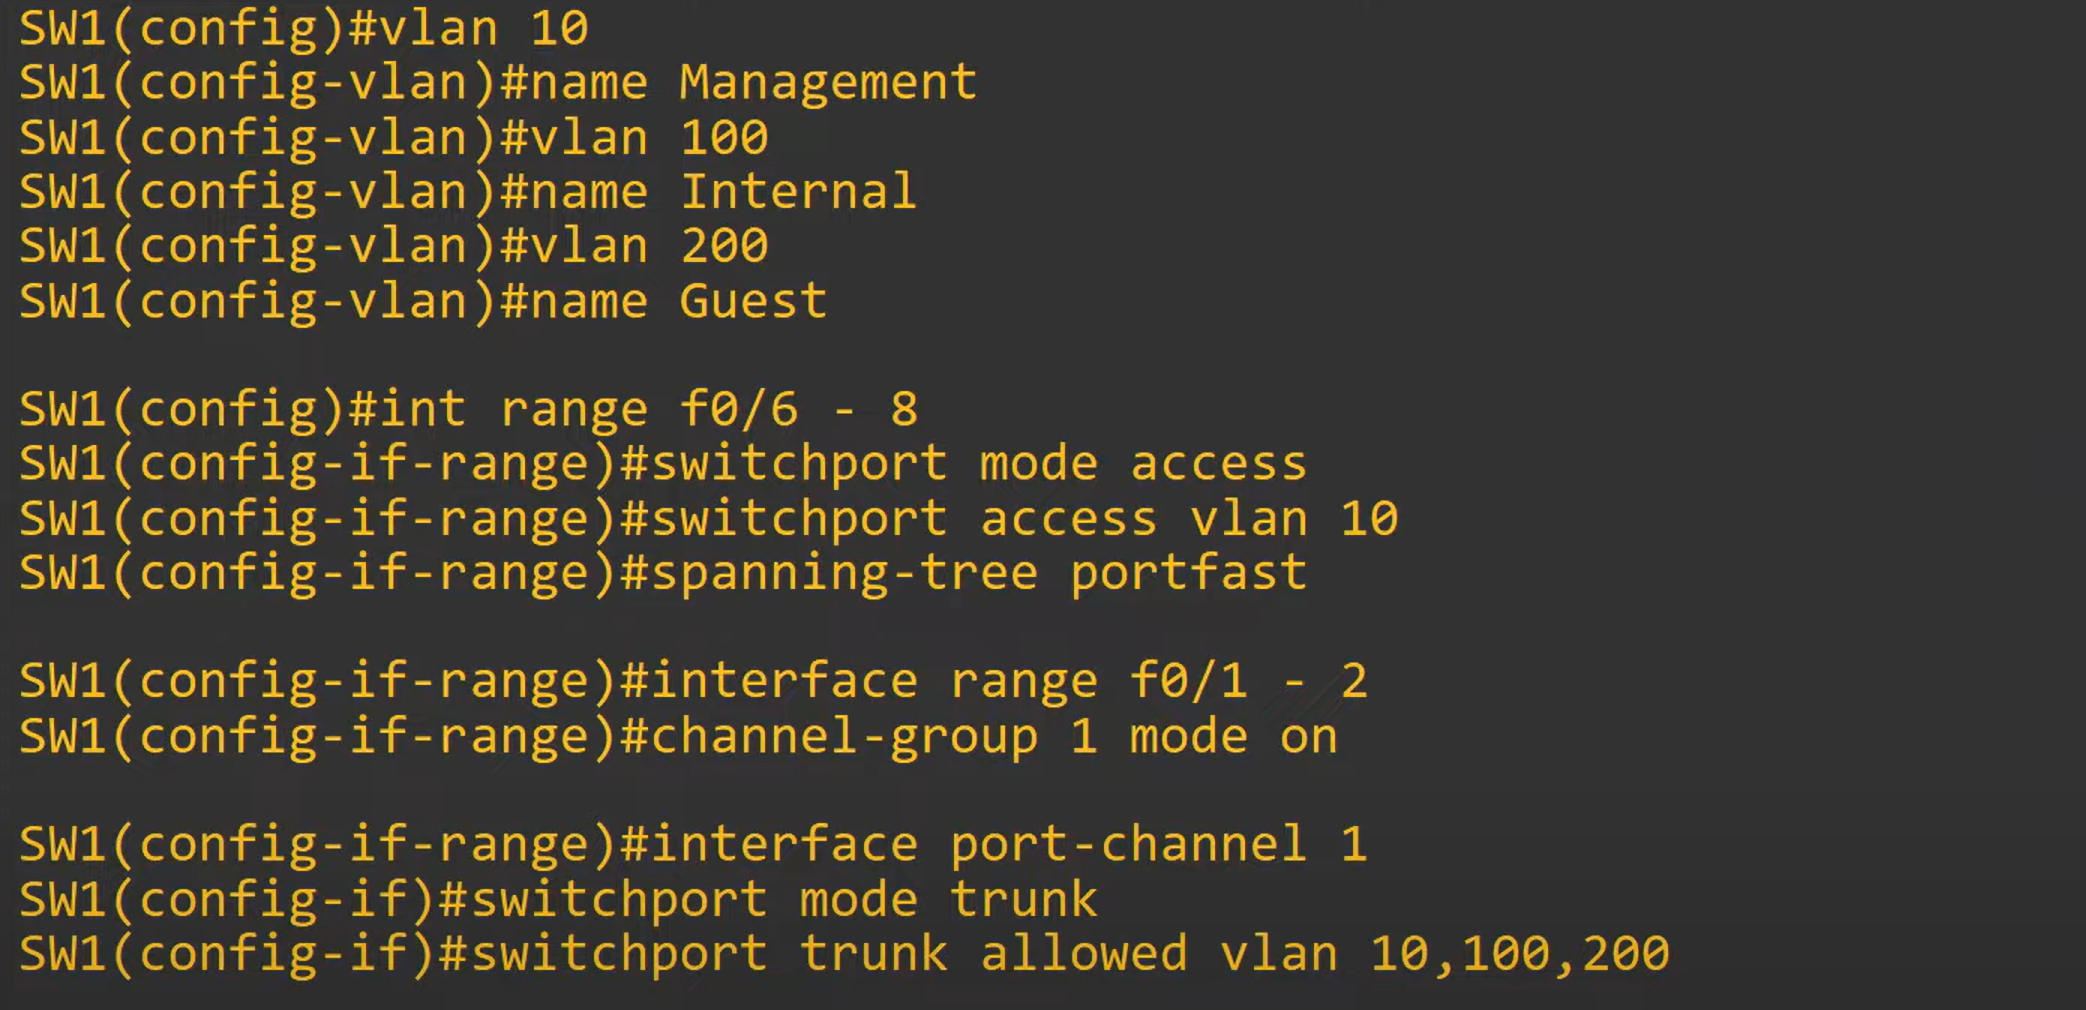 SW1(config)#vlan 10
SW1(config-vlan)#name Management
SW1(config-vlan)#vlan 100
SW1(config-vlan)#name Internal
SW1(config-vlan)#vlan 200
SW1(config-vlan)#name Guest
SW1(config)#int range f0/6 - 8
SW1(config-if-range)#switchport mode access
SW1(config-if-range)#switchport access vlan 10
SW1(config-if-range)#spanning-tree portfast
SW1(config-if-range)#interface range f0/1 - 2
SW1(config-if-range)#channel-group 1 mode on
SW1(config-if-range)#interface port-channel 1
SW1(config-if)#switchport mode trunk
SW1(config-if)#switchport trunk allowed vlan 10,100,200